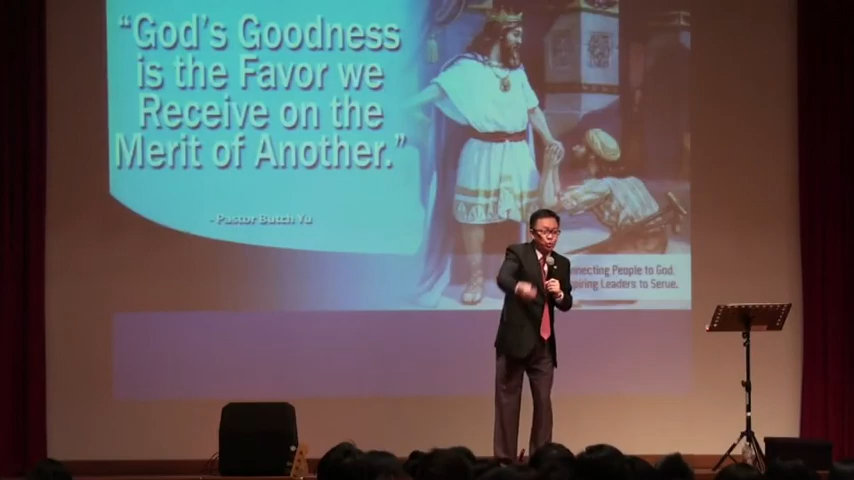 “God's Goodness
is the Favor we
Receive on the
Merit of Another.”
- Pastor Butch Yu
nnecting People to God,
piring Leaders to Serve.